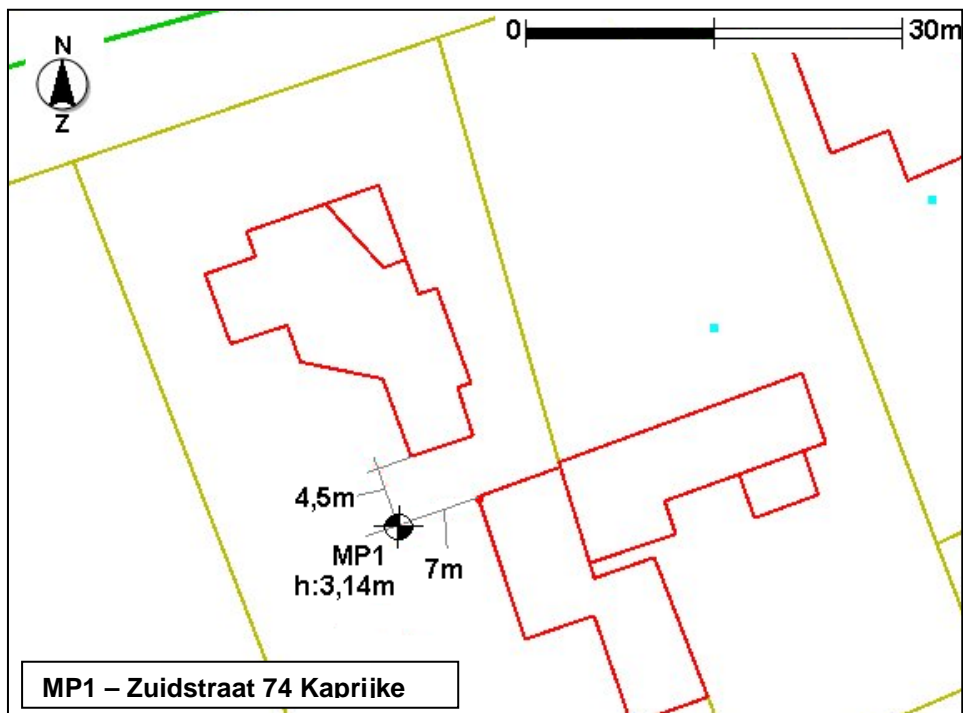 0 30m
N
Z
4,5m
MP1
h:3,14m
7m
MP1 – Zuidstraat 74 Kaprijke